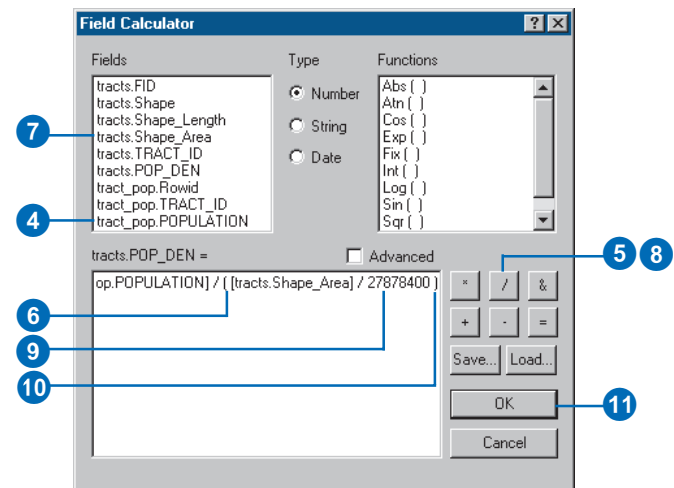 Field Calculator
Fields
Type
Functions
tracts.FID
tracts.Shape
tracts.Shape_Length
tracts.Shape_Area
tracts.TRACT_ID
tracts.POP_DEN
tract_pop.Rowid
tract_pop.TRACT_ID
tract_pop.POPULATION
Number
String
Date
Abs ( )
Atn ( )
Cos ( )
Exp ( )
Fix ( )
Int ( )
Log ( )
Sin ( )
Sqr ( )
7
4
tracts.POP_DEN =
Advanced
op.POPULATION] / ( [tracts.Shape_Area] / 27878400 )
* / &
+ - =
5 8
6
9
10
Save... Load...
OK
11
Cancel